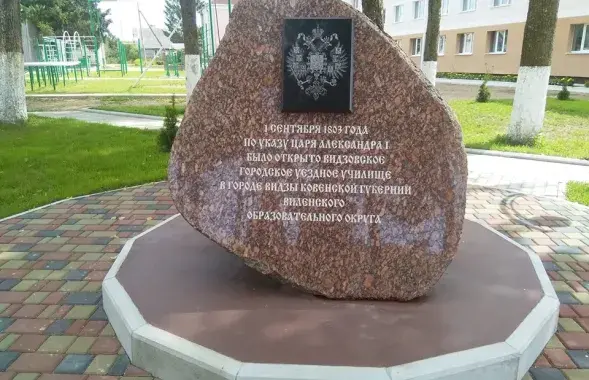 1 СЕНТЯБРЯ 1803 ГОДА
ПО УКАЗУ ЦАРЯ АЛЕКСАНДРА I
БЫЛО ОТКРЫТО ВИДЗОВСКОЕ
ГОРОДСКОЕ УЕЗДНОЕ УЧИЛИЩЕ
В ГОРОДЕ ВИДЗЫ КОВЕНСКОЙ ГУБЕРНИИ
ВИЛЕНСКОГО
ОБРАЗОВАТЕЛЬНОГО ОКРУГА